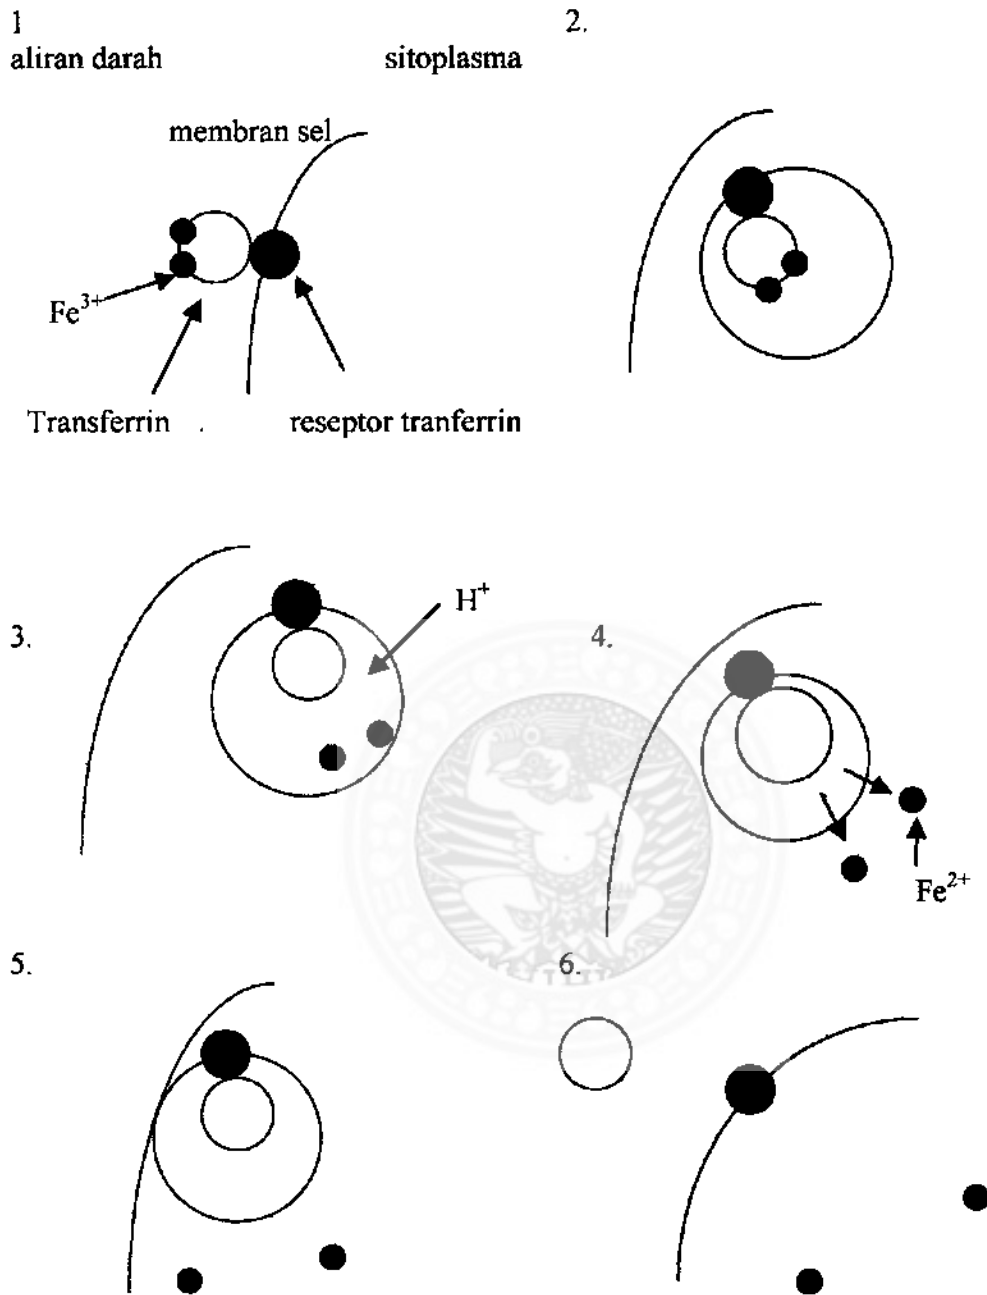 1
2.
aliran darah
sitoplasma
membran sel
Fe³⁺
Transferrin .
reseptor tranferrin
H⁺
3.
4.
Fe²⁺
5.
6.